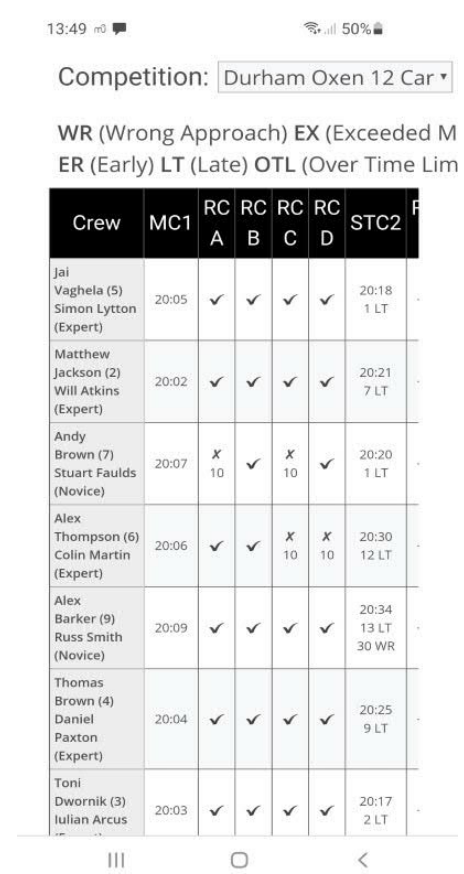 13:49
50%
Competition: Durham Oxen 12 Car
WR (Wrong Approach) EX (Exceeded M
ER (Early) LT (Late) OTL (Over Time Lim
Crew MC1 RC A RC B RC C RC D STC2
Jai
Vaghela (5)
Simon Lytton
(Expert)
20:05 ✓ ✓ ✓ ✓ 20:18
1 LT
Matthew
Jackson (2)
Will Atkins
(Expert)
20:02 ✓ ✓ ✓ ✓ 20:21
7 LT
Andy
Brown (7)
Stuart Faulds
(Novice)
20:07 ✗ 10 ✓ ✗ 10 ✓ 20:20
1 LT
Alex
Thompson (6)
Colin Martin
(Expert)
20:06 ✓ ✓ ✗ 10 ✗ 10 20:30
12 LT
Alex
Barker (9)
Russ Smith
(Novice)
20:09 ✓ ✓ ✓ ✓ 20:34
13 LT
30 WR
Thomas
Brown (4)
Daniel
Paxton
(Expert)
20:04 ✓ ✓ ✓ ✓ 20:25
9 LT
Toni
Dwornik (3)
Iulian Arcus
20:03 ✓ ✓ ✓ ✓ 20:17
2 LT